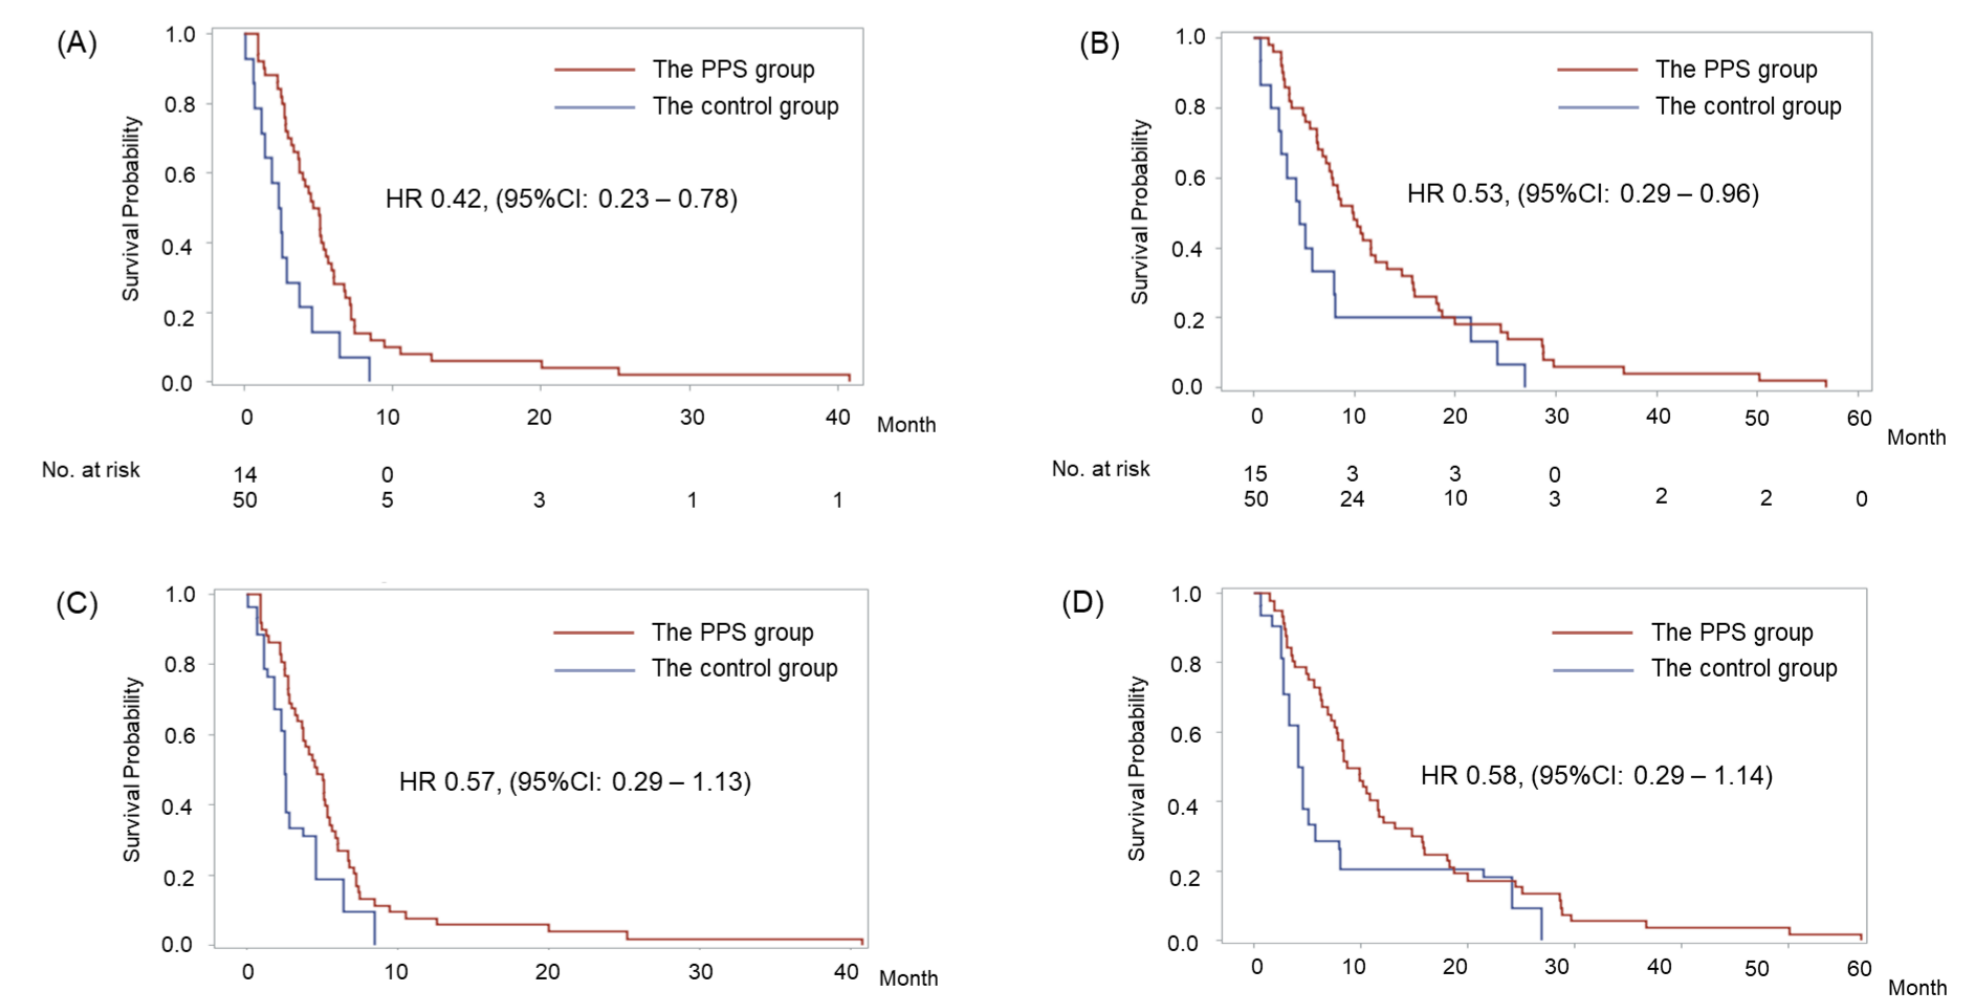 (A)
1.0
0.8
0.6
0.4
0.2
0.0
Survival Probability
The PPS group
The control group
HR 0.42, (95%CI: 0.23 – 0.78)
0 10 20 30 40 Month
No. at risk
14 0
50 5 3 1 1
(B)
1.0
0.8
0.6
0.4
0.2
0.0
Survival Probability
The PPS group
The control group
HR 0.53, (95%CI: 0.29 – 0.96)
0 10 20 30 40 50 60
Month
No. at risk
15 3 3 0
50 24 10 3 2 2 0
(C)
1.0
0.8
0.6
0.4
0.2
0.0
Survival Probability
The PPS group
The control group
HR 0.57, (95%CI: 0.29 – 1.13)
0 10 20 30 40 Month
(D)
1.0
0.8
0.6
0.4
0.2
0.0
Survival Probability
The PPS group
The control group
HR 0.58, (95%CI: 0.29 – 1.14)
0 10 20 30 40 50 60
Month